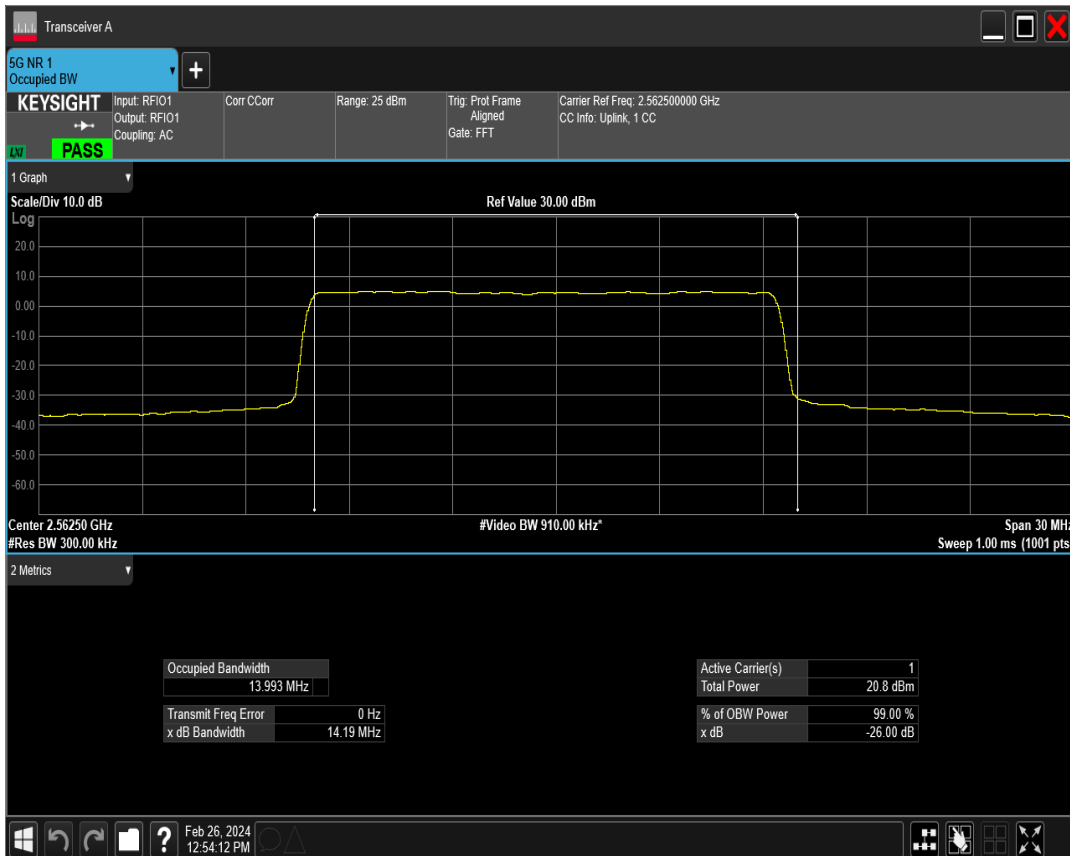 Transceiver A
5G NR 1
Occupied BW
+
KEYSIGHT
LXI
PASS
Input: RFIO1
Output: RFIO1
Coupling: AC
Corr CCorr
Range: 25 dBm
Trig: Prot Frame
Aligned
Gate: FFT
Carrier Ref Freq: 2.562500000 GHz
CC Info: Uplink, 1 CC
1 Graph
Scale/Div 10.0 dB
Ref Value 30.00 dBm
Log
20.0
10.0
0.00
-10.0
-20.0
-30.0
-40.0
-50.0
-60.0
Center 2.56250 GHz
#Video BW 910.00 kHz*
Span 30 MHz
#Res BW 300.00 kHz
Sweep 1.00 ms (1001 pts
2 Metrics
Occupied Bandwidth
13.993 MHz
Transmit Freq Error 0 Hz
x dB Bandwidth 14.19 MHz
Active Carrier(s) 1
Total Power 20.8 dBm
% of OBW Power 99.00 %
x dB -26.00 dB
?
Feb 26, 2024
12:54:12 PM